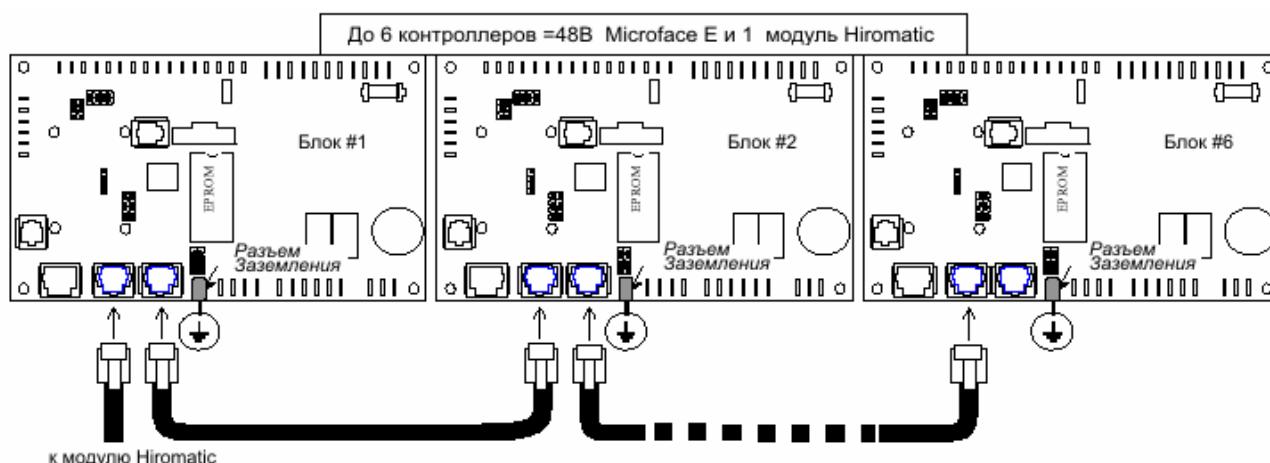 До 6 контроллеров =48В Microface E и 1 модуль Hiromatic
Блок #1
Блок #2
Блок #6
EPROM
EPROM
EPROM
Разъем
Заземления
Разъем
Заземления
Разъем
Заземления
к модулю Hiromatic